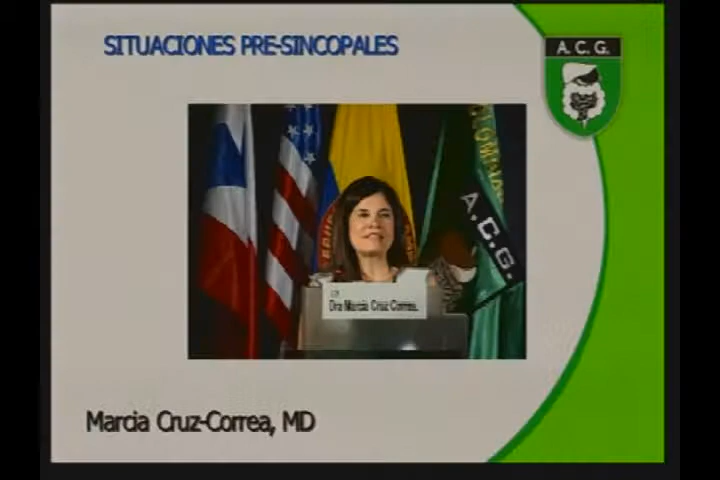 SITUACIONES PRE-SINCOPALES
A. C. G.
A.C.G.
Dra Marcia Cruz Correa.
Marcia Cruz-Correa, MD